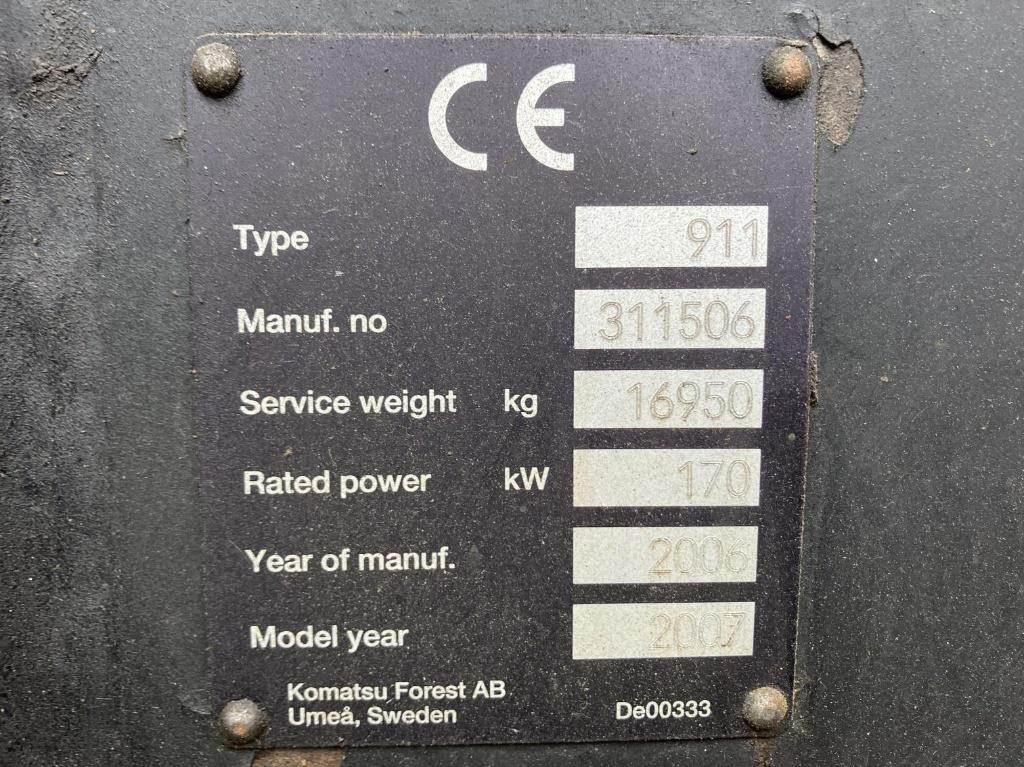 CE
Type 911
Manuf. no 311506
Service weight kg 16950
Rated power kW 170
Year of manuf. 2006
Model year 2007
Komatsu Forest AB
Umeå, Sweden De00333